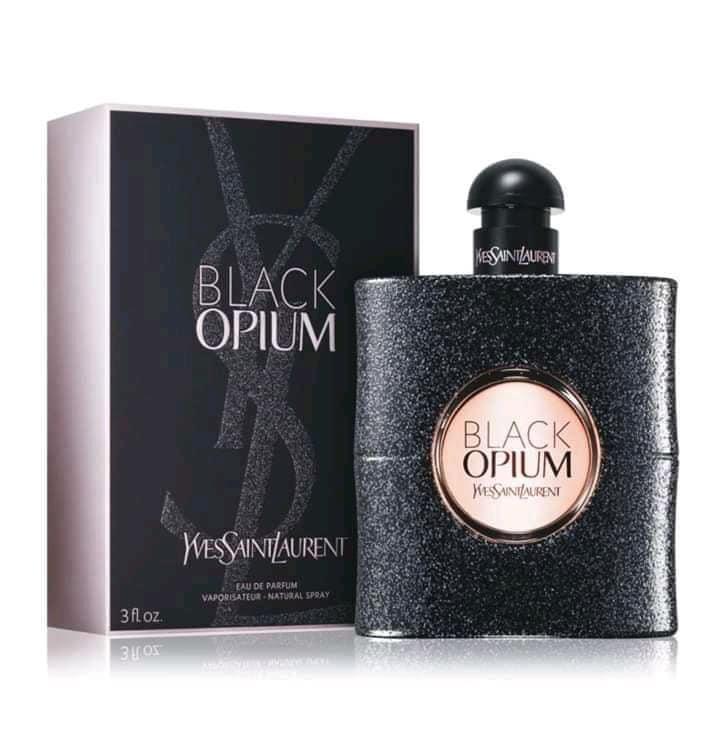 BLACK
OPIUM
YVESSAINTLAURENT
EAU DE PARFUM
VAPORISATEUR - NATURAL SPRAY
3 fl.oz.
YVESSAINTLAURENT
BLACK
OPIUM
YVESSAINTLAURENT